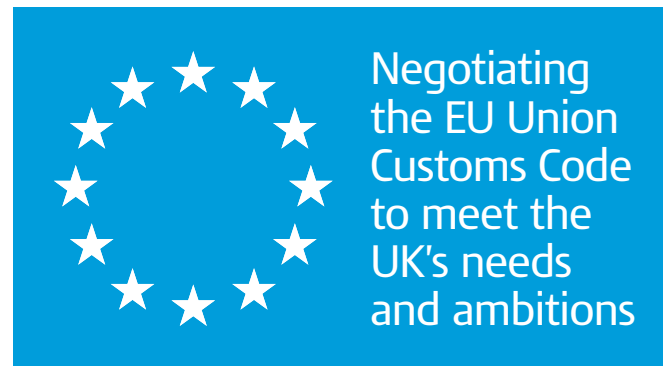 Negotiating
the EU Union
Customs Code
to meet the
UK's needs
and ambitions